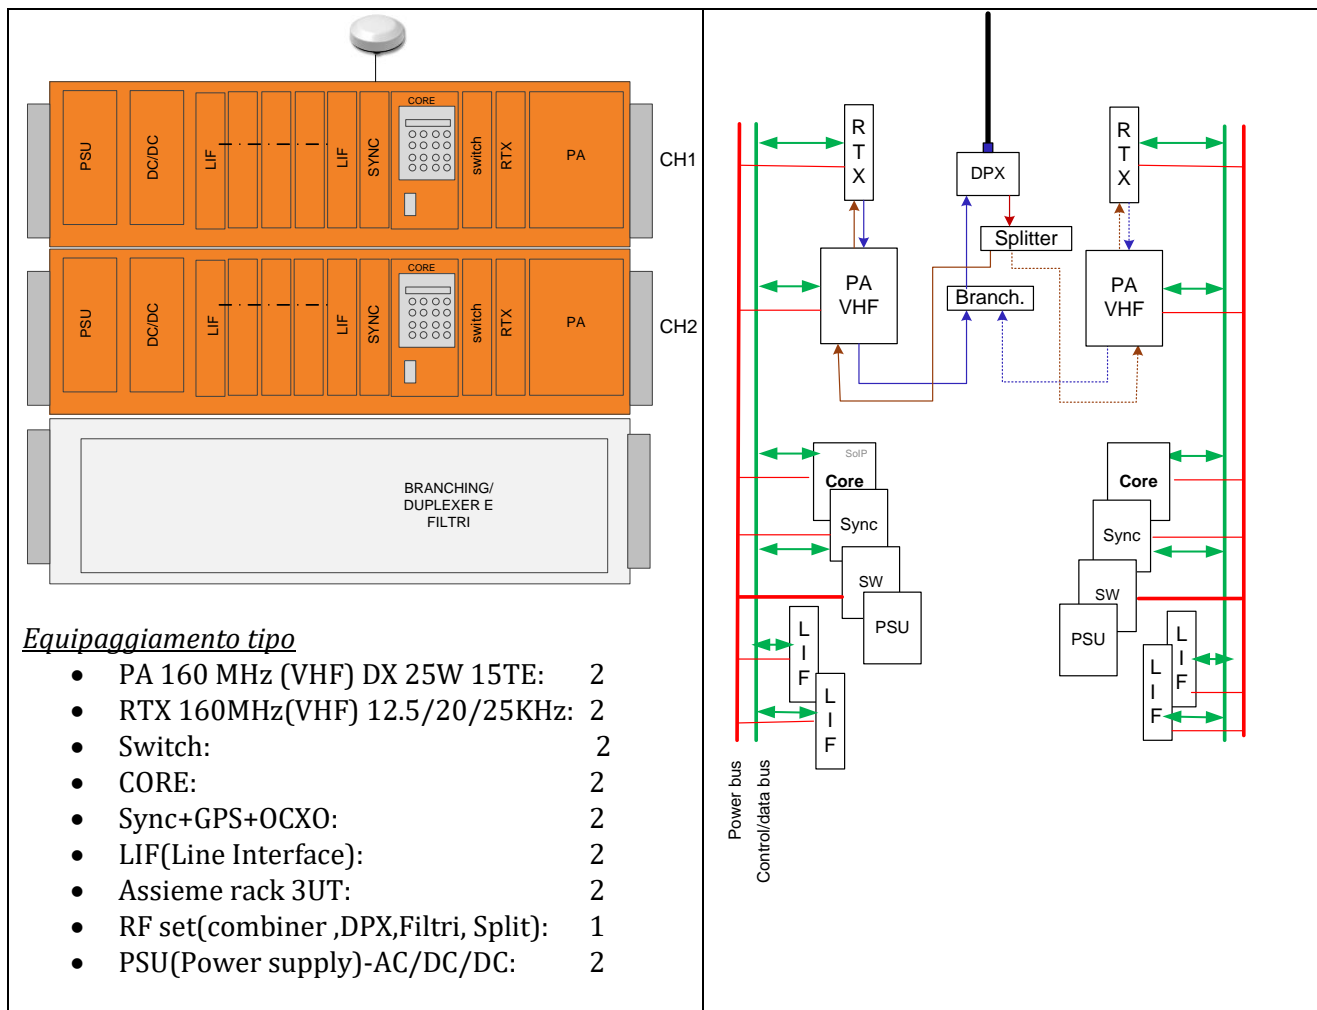 CORE
PSU
DC/DC
LIF
LIF
SYNC
switch
RTX
PA
CH1
CORE
PSU
DC/DC
LIF
LIF
SYNC
switch
RTX
PA
CH2
BRANCHING/
DUPLEXER E
FILTRI
Equipaggiamento tipo
• PA 160 MHz (VHF) DX 25W 15TE: 2
• RTX 160MHz(VHF) 12.5/20/25KHz: 2
• Switch: 2
• CORE: 2
• Sync+GPS+OCXO: 2
• LIF(Line Interface): 2
• Assieme rack 3UT: 2
• RF set(combiner ,DPX,Filtri, Split): 1
• PSU(Power supply)-AC/DC/DC: 2
RTX
DPX
RTX
Splitter
PA
VHF
Branch.
PA
VHF
SoIP
Core
Sync
SW
PSU
LIF
LIF
Core
Sync
SW
PSU
LIF
LIF
Power bus
Control/data bus